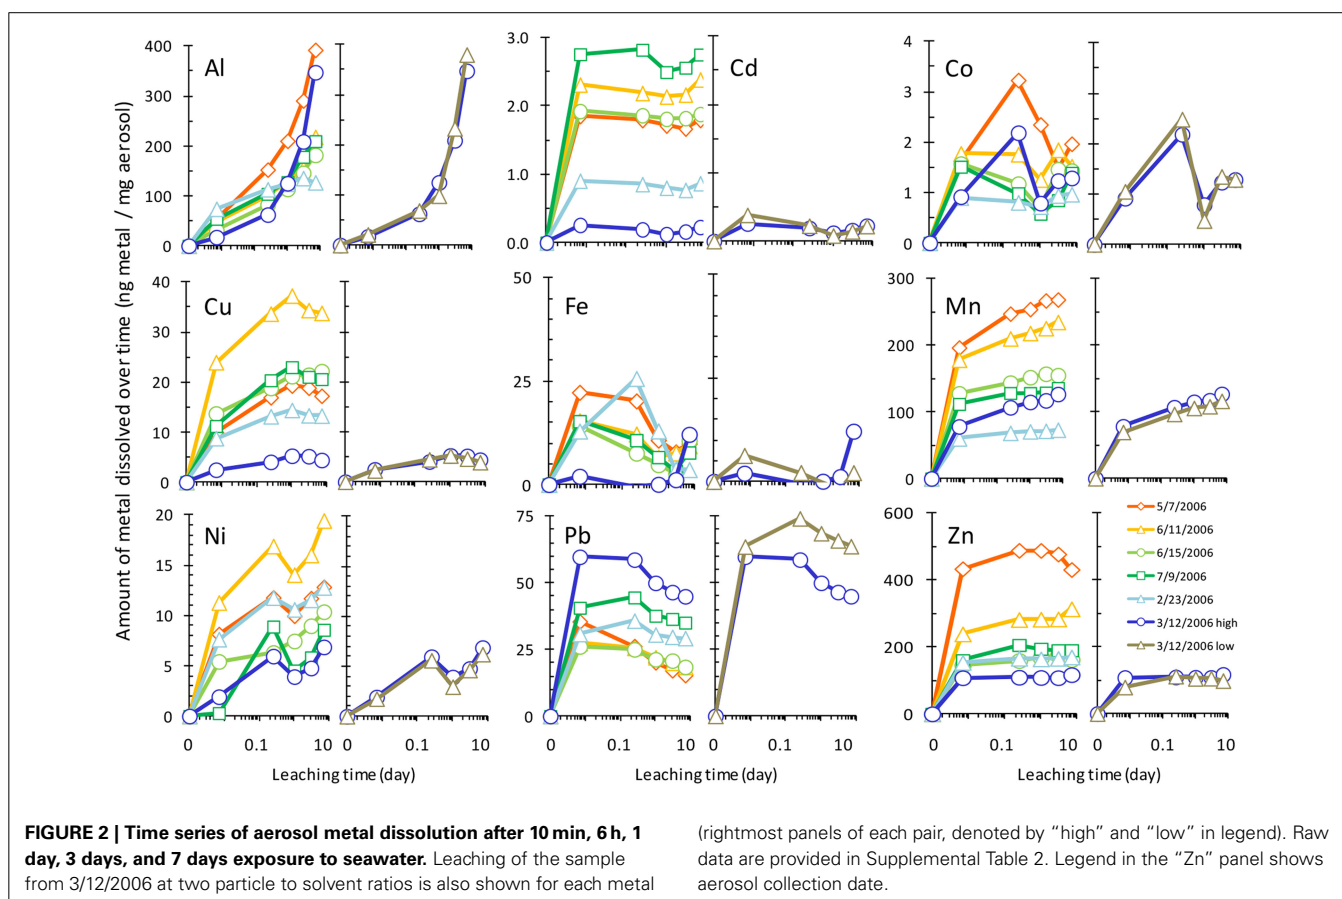 Amount of metal dissolved over time (ng metal / mg aerosol)
Al
400
300
200
100
0
Cd
3.0
2.0
1.0
0.0
Co
4
3
2
1
0
Cu
40
30
20
10
0
Fe
50
25
0
Mn
300
200
100
0
Ni
20
15
10
5
0
0 0.1 10 0 0.1 10
Leaching time (day)
Pb
75
50
25
0
0 0.1 10 0 0.1 10
Leaching time (day)
Zn
600
400
200
0
0 0.1 10 0 0.1 10
Leaching time (day)
5/7/2006
6/11/2006
6/15/2006
7/9/2006
2/23/2006
3/12/2006 high
3/12/2006 low
FIGURE 2 | Time series of aerosol metal dissolution after 10 min, 6 h, 1
day, 3 days, and 7 days exposure to seawater. Leaching of the sample
from 3/12/2006 at two particle to solvent ratios is also shown for each metal
(rightmost panels of each pair, denoted by “high” and “low” in legend). Raw
data are provided in Supplemental Table 2. Legend in the “Zn” panel shows
aerosol collection date.